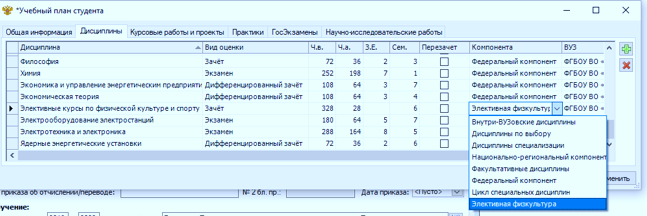 *Учебный план студента
Общая информация Дисциплины Курсовые работы и проекты Практики ГосЭкзамены Научно-исследовательские работы
Дисциплина Вид оценки Ч.в. Ч.а. З.Е. Сем. Перезачет Компонента ВУЗ
Философия Зачёт 72 36 2 3 Федеральный компонент ФГБОУ ВО «
Химия Экзамен 252 198 7 1 Федеральный компонент ФГБОУ ВО «
Экономика и управление энергетическим предприяти Дифференцированный зачёт 108 64 3 7 Федеральный компонент ФГБОУ ВО «
Экономическая теория Дифференцированный зачёт 108 64 3 4 Федеральный компонент ФГБОУ ВО «
Элективные курсы по физической культуре и спорту Зачёт 328 28 6 Элективная физкультур ФГБОУ ВО «
Электрооборудование электростанций Экзамен 180 64 5 7
Электротехника и электроника Экзамен 288 164 8 5
Ядерные энергетические установки Дифференцированный зачёт 72 36 2 6
Внутри-ВУЗовские дисциплины
Дисциплины по выбору
Дисциплины специализации
Национально-региональный компонент
Факультативные дисциплины
Федеральный компонент
Цикл специальных дисциплин
Элективная физкультура
менить
приказа об отчислении/переводе: № 2 бл. пр.: Дата приказа: <Пусто>
учение: